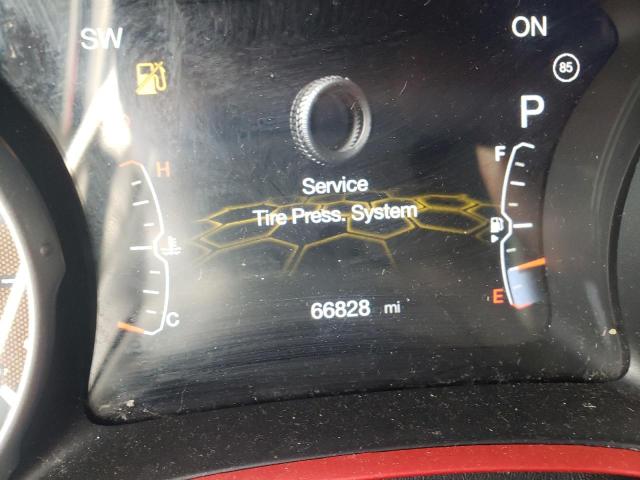 SW
ON
85
P
H
F
Service
Tire Press. System
E
66828 mi
C